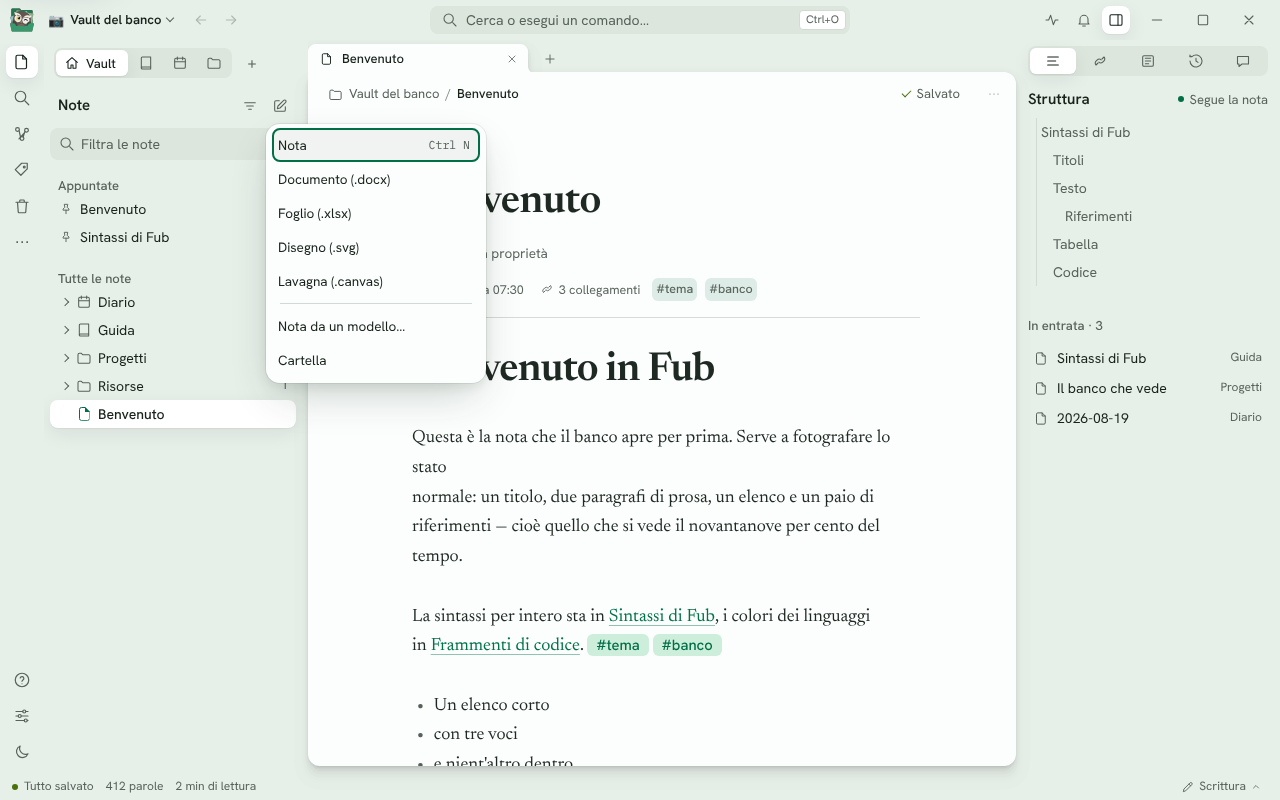 Vault del banco
Cerca o esegui un comando...
Ctrl+O
Vault
Benvenuto
Note
Filtra le note
Appuntate
Benvenuto
Sintassi di Fub
Tutte le note
Diario
Guida
Progetti
Risorse
Benvenuto
Nota
Ctrl N
Documento (.docx)
Foglio (.xlsx)
Disegno (.svg)
Lavagna (.canvas)
Nota da un modello...
Cartella
Vault del banco / Benvenuto
Salvato
venuto
proprietà
07:30
3 collegamenti
#tema
#banco
venuto in Fub
Questa è la nota che il banco apre per prima. Serve a fotografare lo
stato
normale: un titolo, due paragrafi di prosa, un elenco e un paio di
riferimenti — cioè quello che si vede il novantanove per cento del
tempo.
La sintassi per intero sta in Sintassi di Fub, i colori dei linguaggi
in Frammenti di codice. #tema #banco
• Un elenco corto
• con tre voci
• e nient'altro dentro
Struttura
Segue la nota
Sintassi di Fub
Titoli
Testo
Riferimenti
Tabella
Codice
In entrata · 3
Sintassi di Fub
Guida
Il banco che vede
Progetti
2026-08-19
Diario
Tutto salvato
412 parole
2 min di lettura
Scrittura